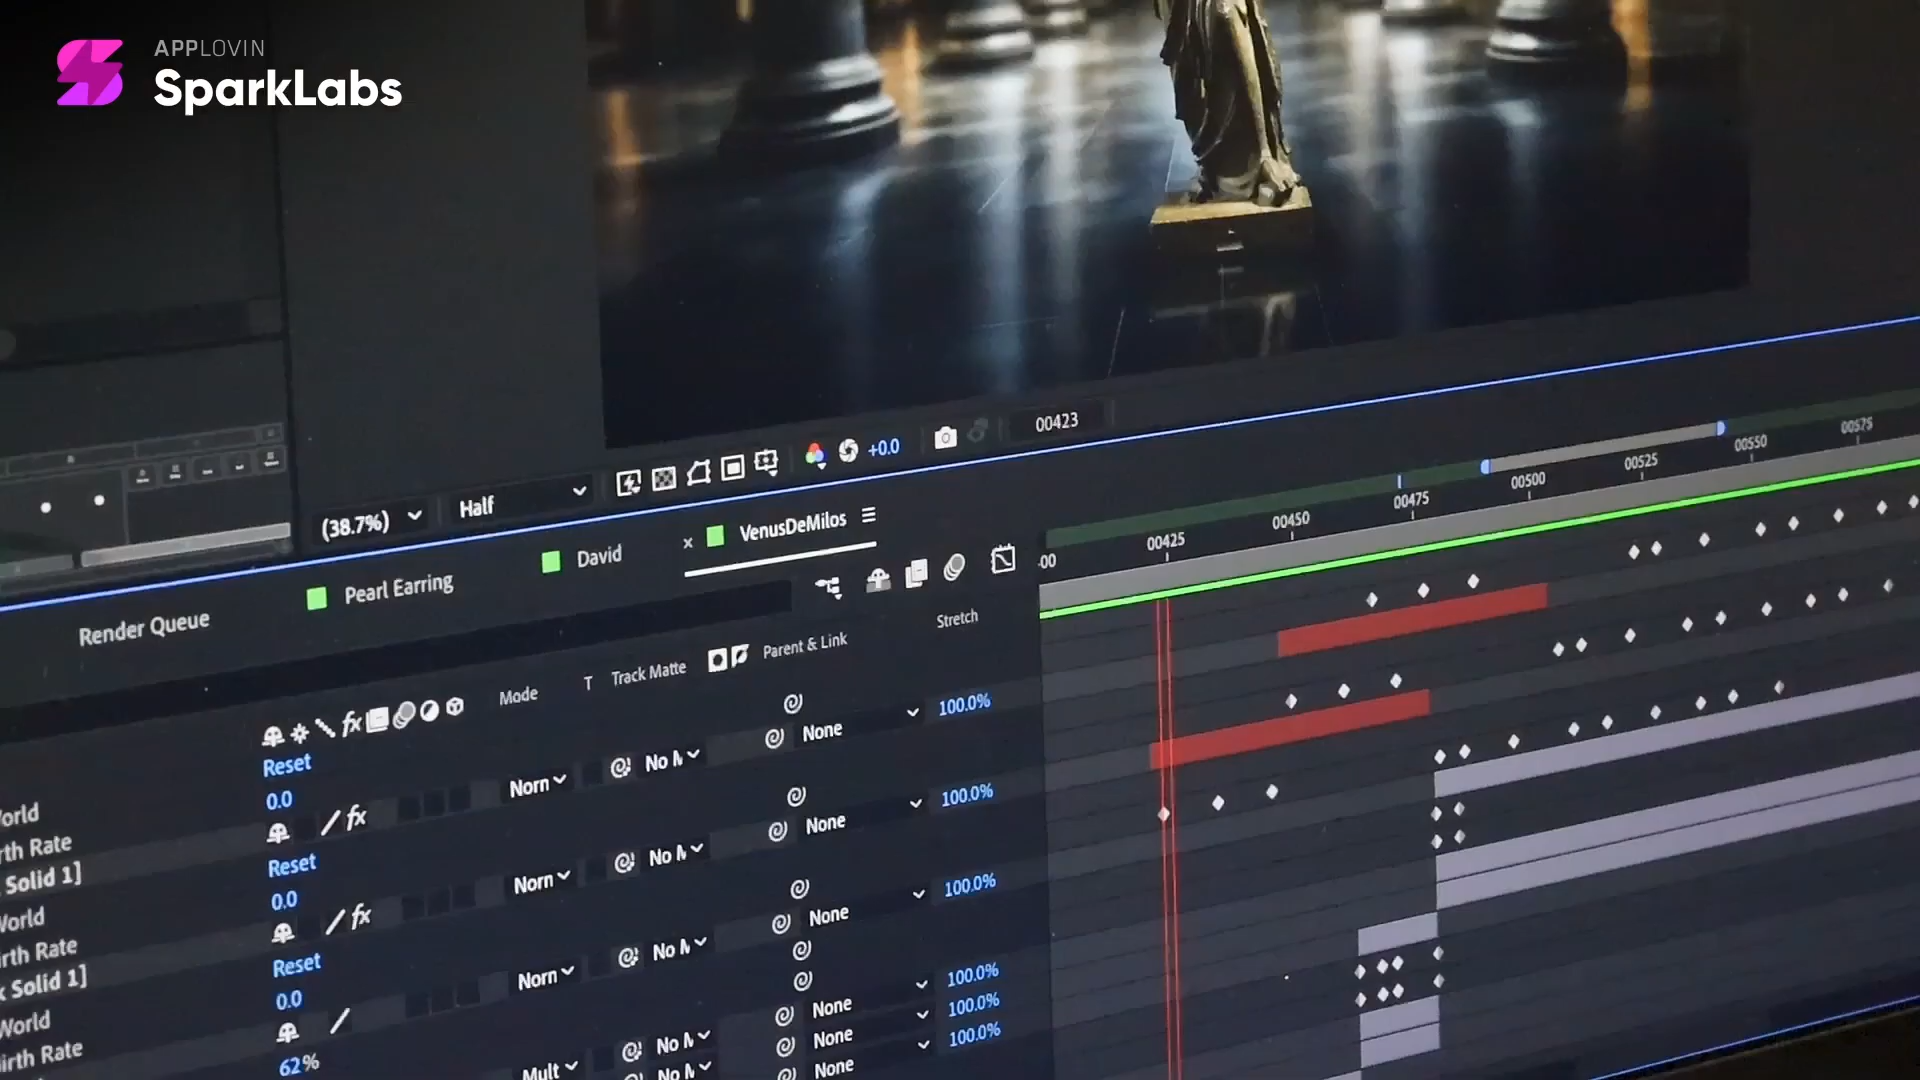 APPLOVIN
SparkLabs
00423
(38.7%)
Half
+0.0
Render Queue
Pearl Earring
David
× VenusDeMilos
00425
00450
00475
00500
00525
00550
00575
Mode
T
Track Matte
Parent & Link
Stretch
Reset
0.0
fx
Norn
No
None
100.0%
Reset
0.0
fx
Norn
No
None
100.0%
Reset
0.0
Norn
No
None
100.0%
62%
Mult
No
None
100.0%
No
None
100.0%
None
100.0%
orld
rth Rate
Solid 1]
World
irth Rate
Solid 1]
World
irth Rate